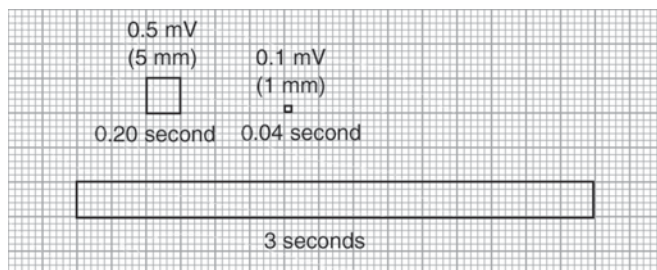 0.5 mV
(5 mm)
0.20 second
0.1 mV
(1 mm)
0.04 second
3 seconds